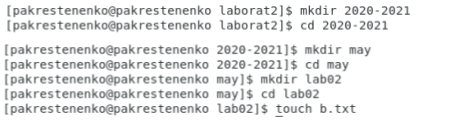 [pakrestenenko@pakrestenenko laborat2]$ mkdir 2020-2021
[pakrestenenko@pakrestenenko laborat2]$ cd 2020-2021
[pakrestenenko@pakrestenenko 2020-2021]$ mkdir may
[pakrestenenko@pakrestenenko 2020-2021]$ cd may
[pakrestenenko@pakrestenenko may]$ mkdir lab02
[pakrestenenko@pakrestenenko may]$ cd lab02
[pakrestenenko@pakrestenenko lab02]$ touch b.txt